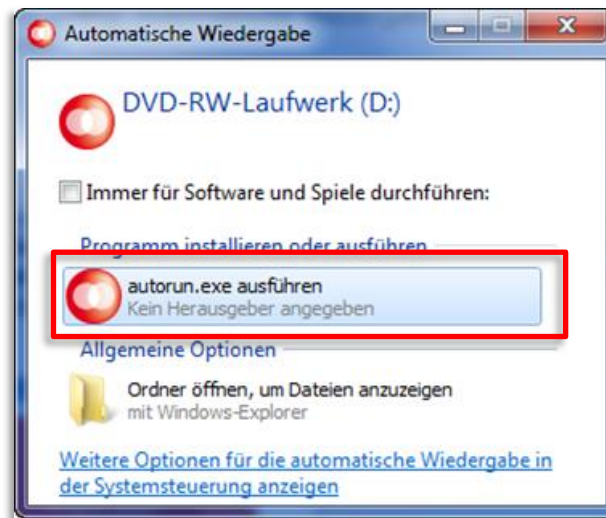 Automatische Wiedergabe
DVD-RW-Laufwerk (D:)
Immer für Software und Spiele durchführen:
Programm installieren oder ausführen
autorun.exe ausführen
Kein Herausgeber angegeben
Allgemeine Optionen
Ordner öffnen, um Dateien anzuzeigen
mit Windows-Explorer
Weitere Optionen für die automatische Wiedergabe in
der Systemsteuerung anzeigen